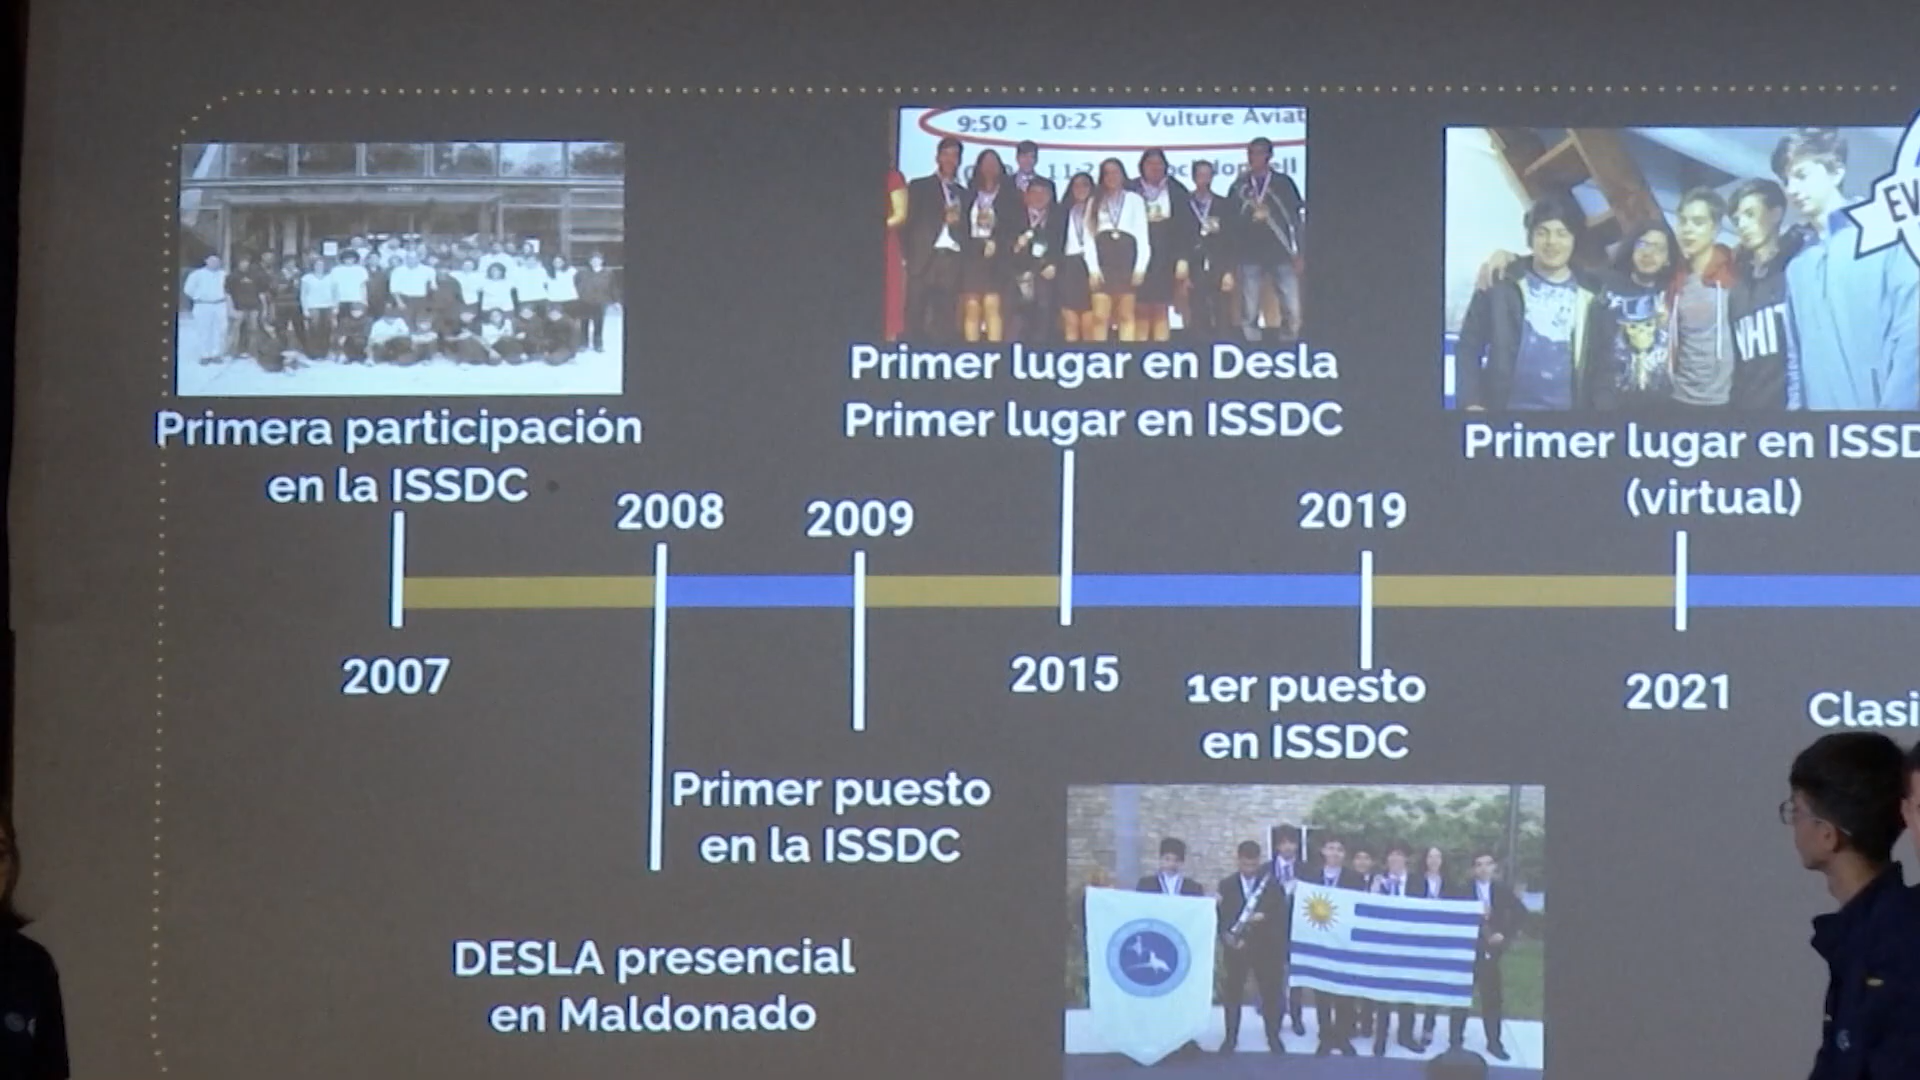 9:50 - 10:25 Vulture Aviat
Primera participación
en la ISSDC
2007
2008
DESLA presencial
en Maldonado
2009
Primer puesto
en la ISSDC
Primer lugar en Desla
Primer lugar en ISSDC
2015
2019
1er puesto
en ISSDC
WHIT
Primer lugar en ISSD
(virtual)
2021
EV
Clasi